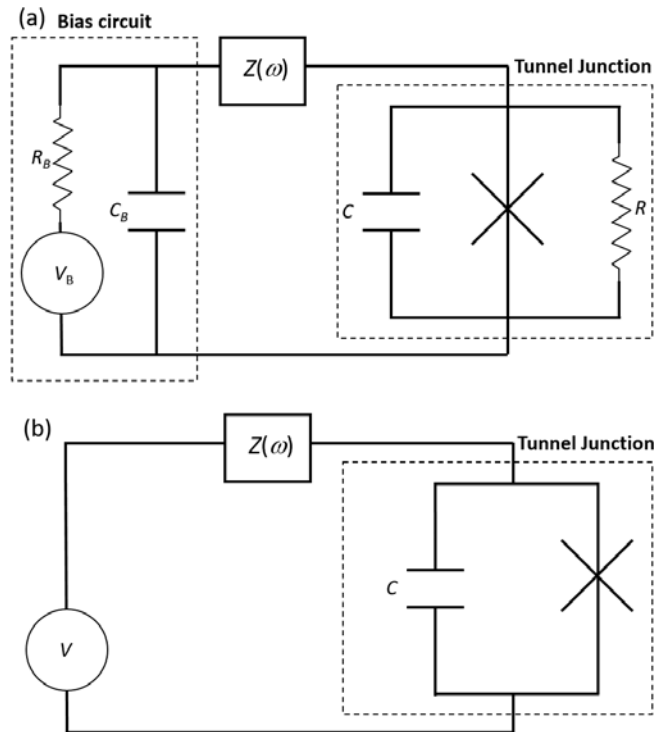 (a)
Bias circuit
Z(ω)
Tunnel Junction
R_B
C_B
V_B
C
R
(b)
Z(ω)
Tunnel Junction
C
V